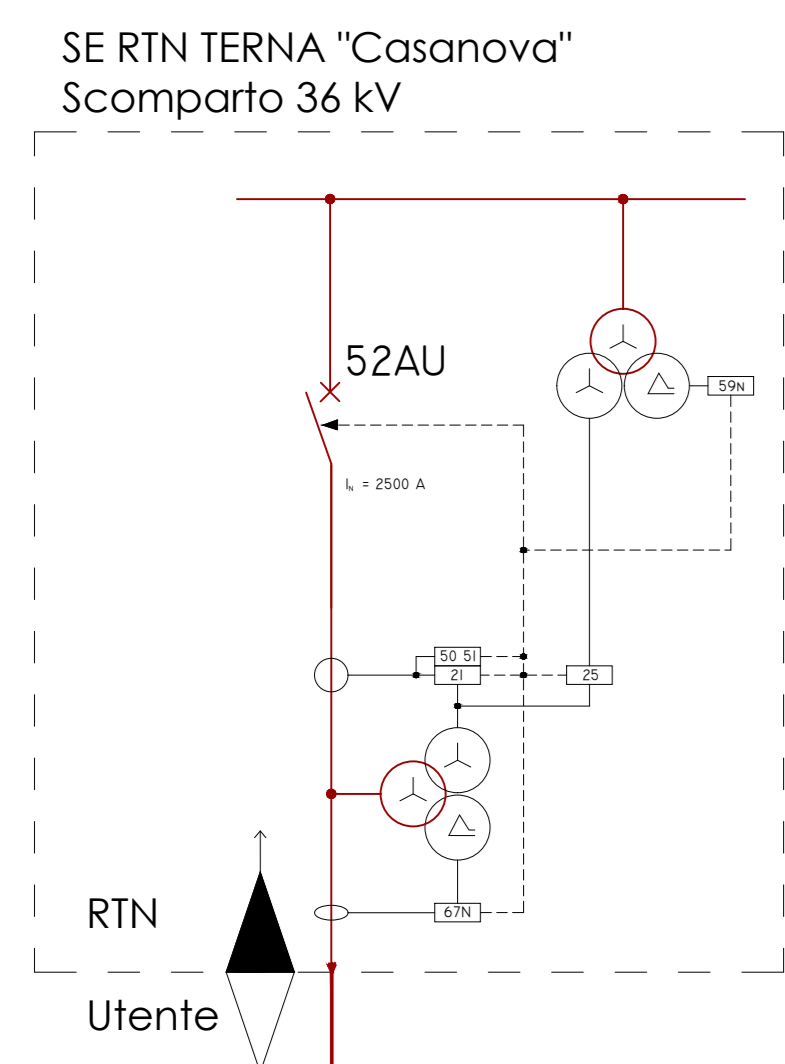 SE RTN TERNA "Casanova"
Scomparto 36 kV
52AU
59N
IN = 2500 A
50 51
21
25
67N
RTN
Utente